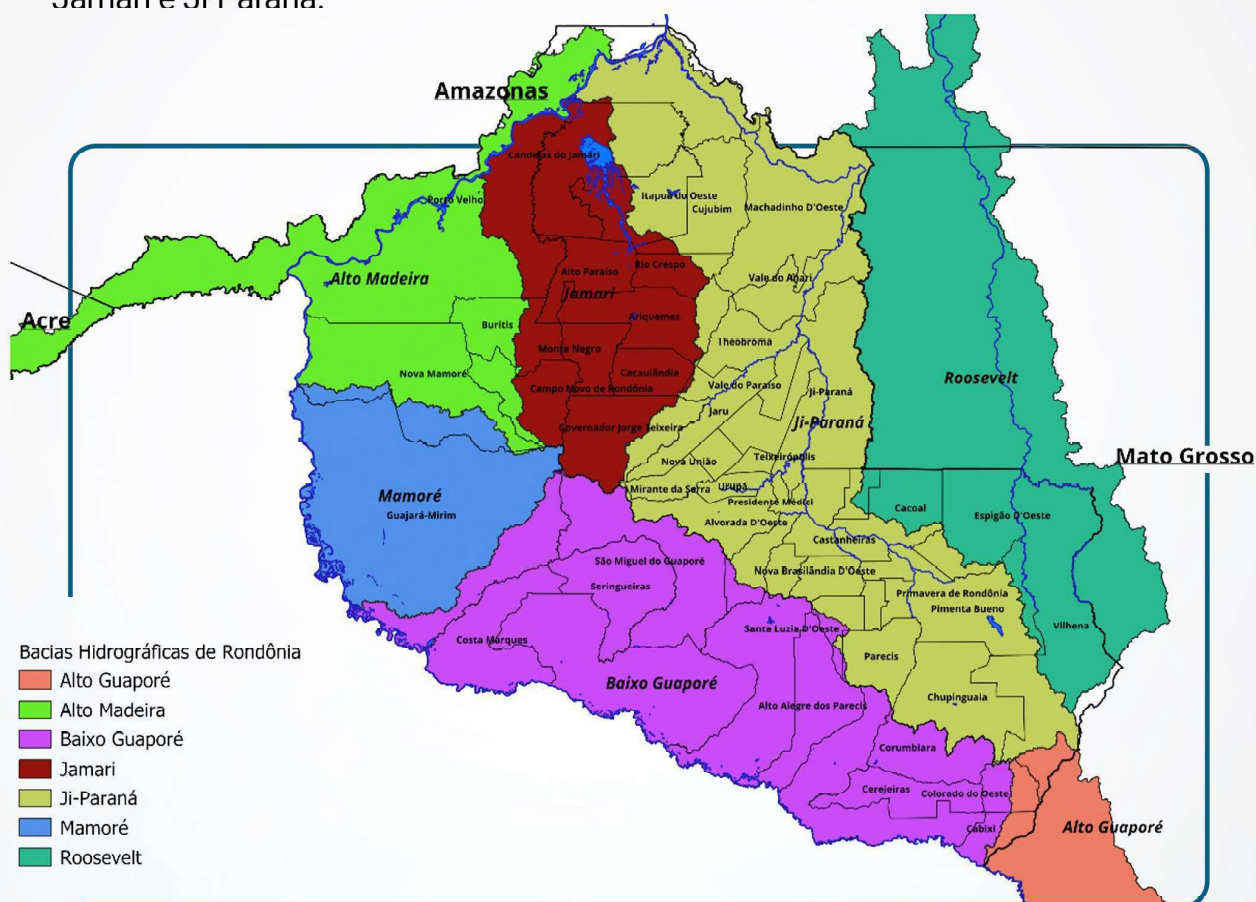 Jamari e Ji-Paraná.
Amazonas
Candeias do Jamari
Porto Velho
Itapuã do Oeste
Cujubim
Machadinho D'Oeste
Alto Madeira
Alto Paraíso
Rio Crespo
Vale do Anari
Jamari
Acre
Buritis
Ariquemes
Theobroma
Monte Negro
Nova Mamoré
Cacaulândia
Campo Novo de Rondônia
Vale do Paraíso
Ji-Paraná
Roosevelt
Jaru
Ji-Paraná
Governador Jorge Teixeira
Nova União
Teixeirópolis
Mato Grosso
Mirante da Serra
Urupá
Mamoré
Presidente Médici
Guajará-Mirim
Cacoal
Espigão D'Oeste
Alvorada D'Oeste
Castanheiras
São Miguel do Guaporé
Nova Brasilândia D'Oeste
Seringueiras
Primavera de Rondônia
Pimenta Bueno
Santa Luzia D'Oeste
Vilhena
Costa Marques
Parecis
Baixo Guaporé
Chupinguaia
Alto Alegre dos Parecis
Corumbiara
Cerejeiras
Colorado do Oeste
Cabixi
Alto Guaporé
Bacias Hidrográficas de Rondônia
Alto Guaporé
Alto Madeira
Baixo Guaporé
Jamari
Ji-Paraná
Mamoré
Roosevelt